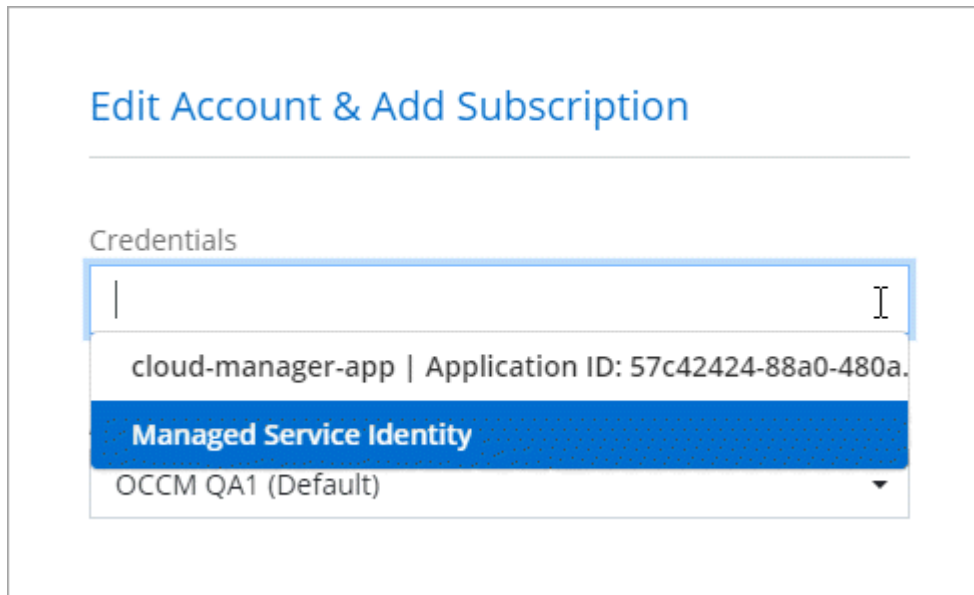 Edit Account & Add Subscription
Credentials
cloud-manager-app | Application ID: 57c42424-88a0-480a.
Managed Service Identity
OCCM QA1 (Default)